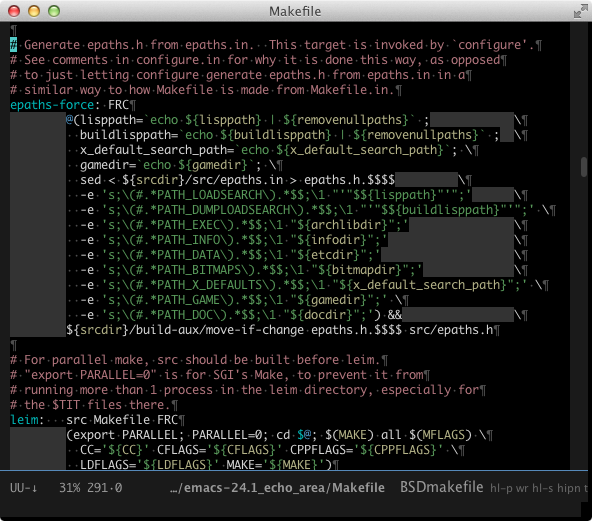 Makefile
¶
# Generate epaths.h from epaths.in.  This target is invoked by `configure'.¶
# See comments in configure.in for why it is done this way, as opposed¶
# to just letting configure generate epaths.h from epaths.in in a¶
# similar way to how Makefile is made from Makefile.in.¶
epaths-force: FRC¶
@(lisppath=`echo ${lisppath} | ${removenullpaths}` ; \¶
buildlisppath=`echo ${buildlisppath} | ${removenullpaths}` ; \¶
x_default_search_path=`echo ${x_default_search_path}`; \¶
gamedir=`echo ${gamedir}`; \¶
sed < ${srcdir}/src/epaths.in > epaths.h.$$$$ \¶
-e 's;\(#.*PATH_LOADSEARCH\).*$$;\1 "'"$${lisppath}"'";' \¶
-e 's;\(#.*PATH_DUMPLOADSEARCH\).*$$;\1 "'"$${buildlisppath}"'";' \¶
-e 's;\(#.*PATH_EXEC\).*$$;\1 "${archlibdir}";' \¶
-e 's;\(#.*PATH_INFO\).*$$;\1 "${infodir}";' \¶
-e 's;\(#.*PATH_DATA\).*$$;\1 "${etcdir}";' \¶
-e 's;\(#.*PATH_BITMAPS\).*$$;\1 "${bitmapdir}";' \¶
-e 's;\(#.*PATH_X_DEFAULTS\).*$$;\1 "${x_default_search_path}";' \¶
-e 's;\(#.*PATH_GAME\).*$$;\1 "${gamedir}";' \¶
-e 's;\(#.*PATH_DOC\).*$$;\1 "${docdir}";') && \¶
${srcdir}/build-aux/move-if-change epaths.h.$$$$ src/epaths.h¶
¶
# For parallel make, src should be built before leim.¶
# "export PARALLEL=0" is for SGI's Make, to prevent it from¶
# running more than 1 process in the leim directory, especially for¶
# the $TIT files there.¶
leim:   src Makefile FRC¶
(export PARALLEL; PARALLEL=0; cd $@; $(MAKE) all $(MFLAGS) \¶
CC='${CC}' CFLAGS='${CFLAGS}' CPPFLAGS='${CPPFLAGS}' \¶
LDFLAGS='${LDFLAGS}' MAKE='${MAKE}')¶
UU-↓ 31% 291·0 …/emacs-24.1_echo_area/Makefile BSDmakefile hl-p wr hl-s hipn t